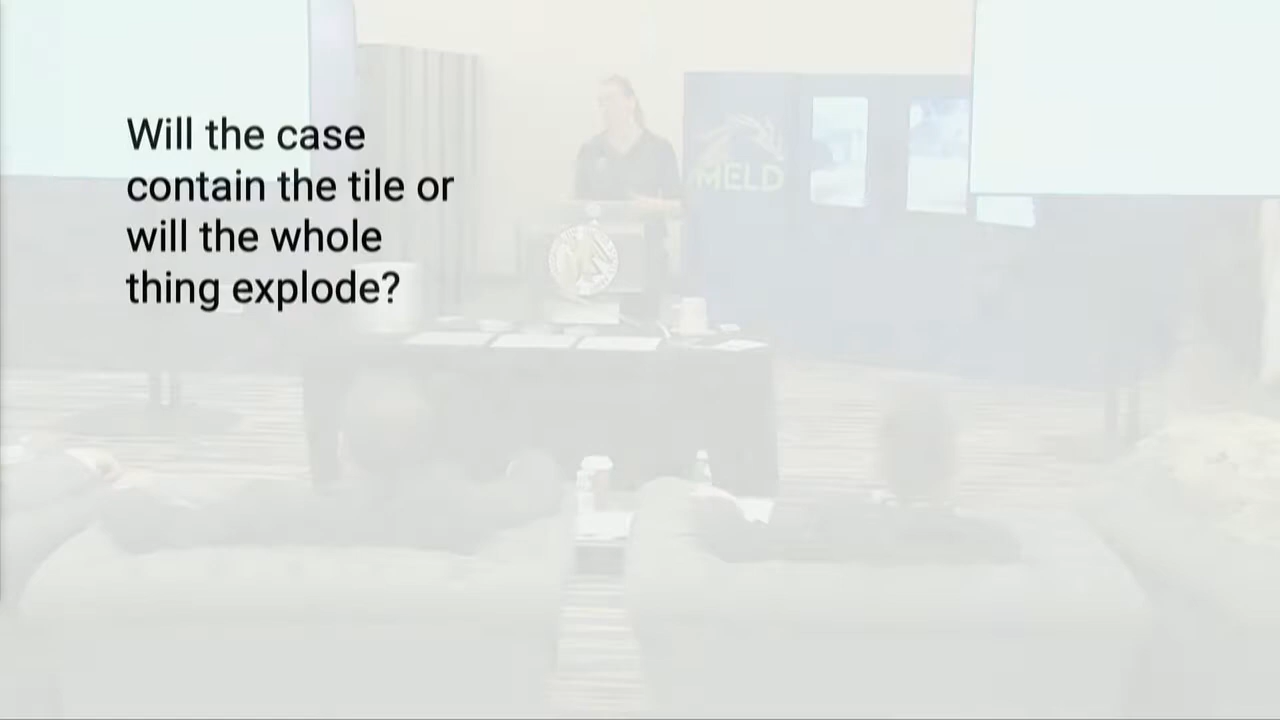 Will the case
contain the tile or
will the whole
thing explode?
MELD